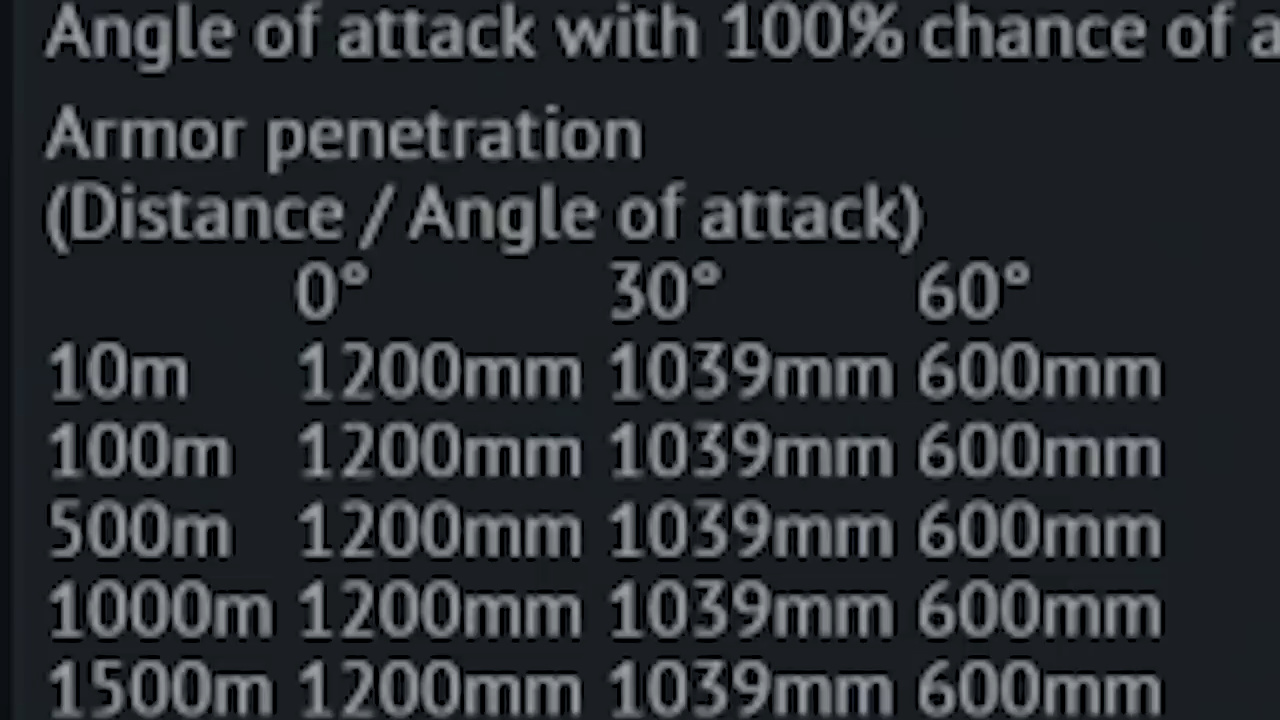 Angle of attack with 100% chance of a
Armor penetration
(Distance / Angle of attack)
0° 30° 60°
10m 1200mm 1039mm 600mm
100m 1200mm 1039mm 600mm
500m 1200mm 1039mm 600mm
1000m 1200mm 1039mm 600mm
1500m 1200mm 1039mm 600mm